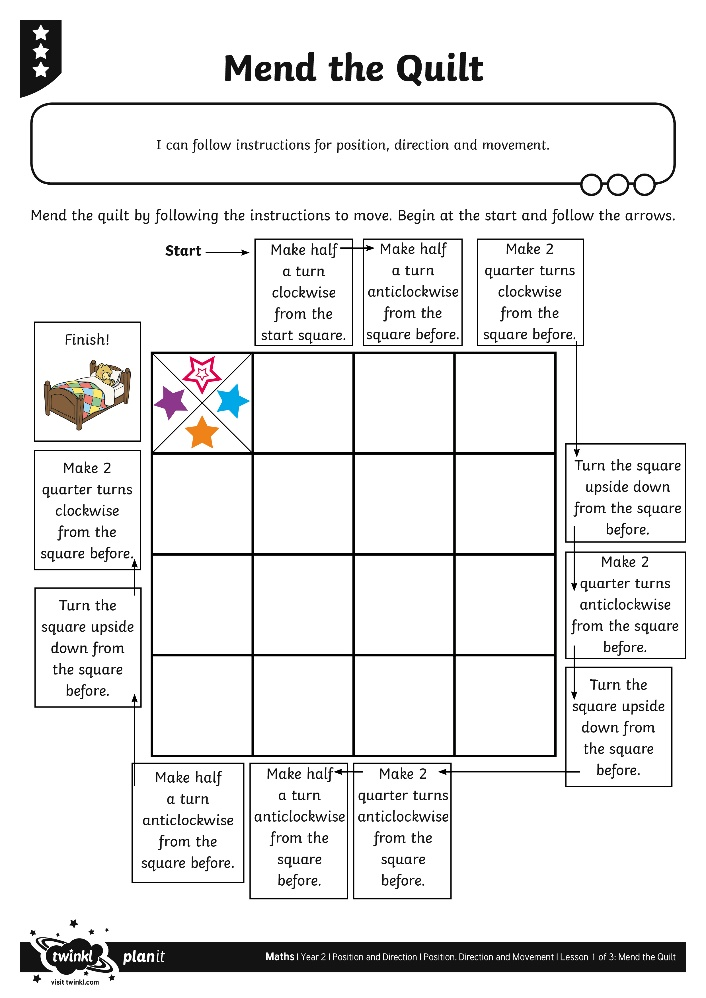 Mend the Quilt
I can follow instructions for position, direction and movement.
Mend the quilt by following the instructions to move. Begin at the start and follow the arrows.
Start
Make half
a turn
clockwise
from the
start square.
Make half
a turn
anticlockwise
from the
square before.
Make 2
quarter turns
clockwise
from the
square before.
Turn the square
upside down
from the square
before.
Make 2
quarter turns
anticlockwise
from the square
before.
Turn the
square upside
down from
the square
before.
Make 2
quarter turns
anticlockwise
from the
square
before.
Make half
a turn
anticlockwise
from the
square
before.
Make half
a turn
anticlockwise
from the
square before.
Turn the
square upside
down from
the square
before.
Make 2
quarter turns
clockwise
from the
square before.
Finish!
twinkl
planit
visit twinkl.com
Maths | Year 2 | Position and Direction | Position, Direction and Movement | Lesson 1 of 3: Mend the Quilt